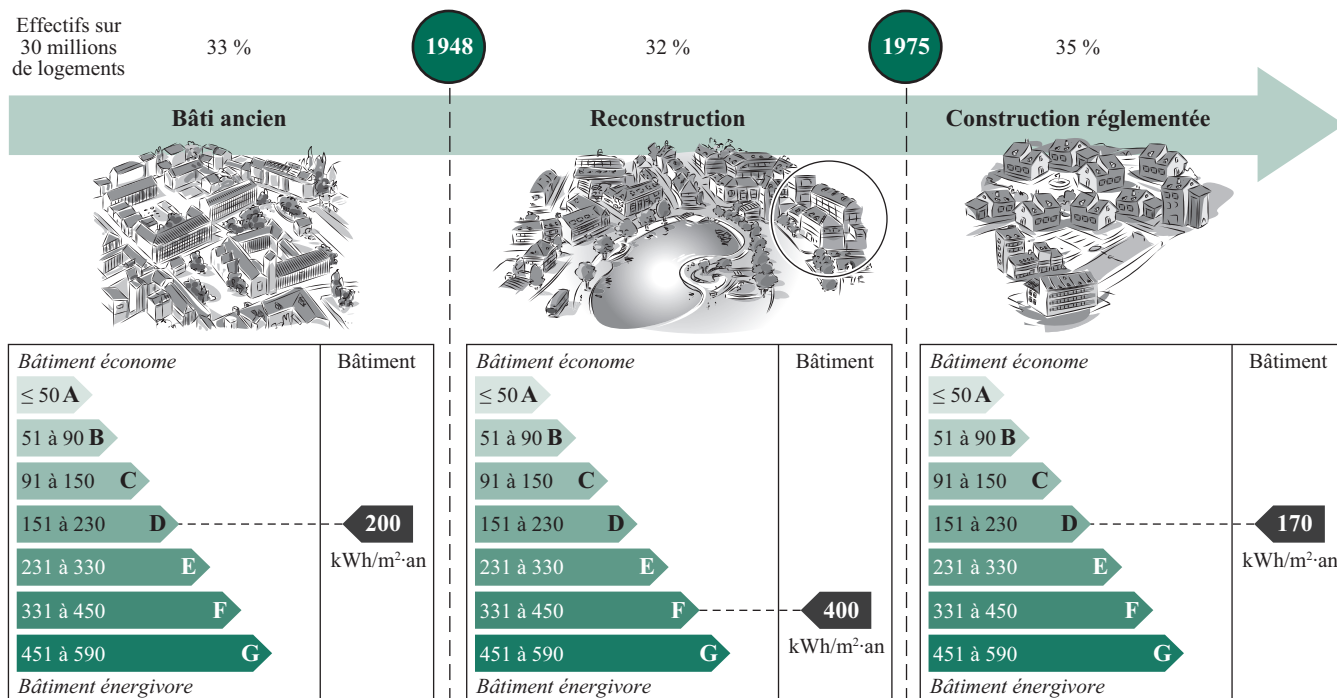 Effectifs sur
30 millions
de logements
33 %
1948
32 %
1975
35 %
Bâti ancien
Reconstruction
Construction réglementée
Bâtiment économe
Bâtiment
≤ 50 A
51 à 90 B
91 à 150 C
151 à 230 D
200
kWh/m²·an
231 à 330 E
331 à 450 F
451 à 590 G
Bâtiment énergivore
Bâtiment économe
Bâtiment
≤ 50 A
51 à 90 B
91 à 150 C
151 à 230 D
231 à 330 E
331 à 450 F
400
kWh/m²·an
451 à 590 G
Bâtiment énergivore
Bâtiment économe
Bâtiment
≤ 50 A
51 à 90 B
91 à 150 C
151 à 230 D
170
kWh/m²·an
231 à 330 E
331 à 450 F
451 à 590 G
Bâtiment énergivore